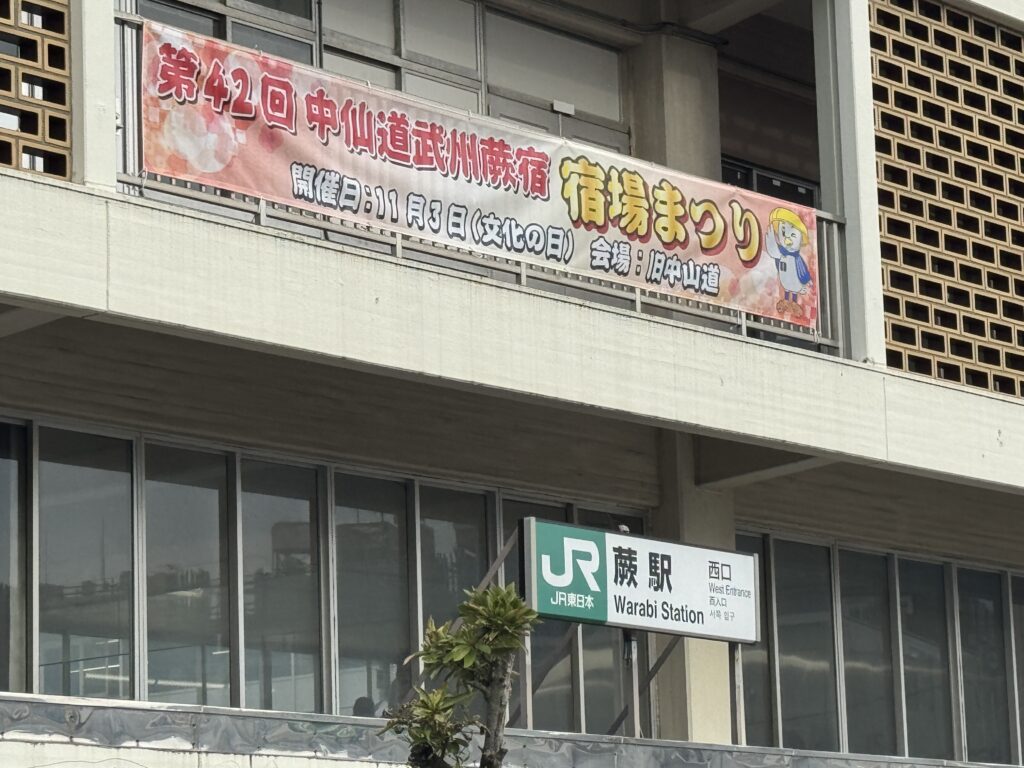 第42回 中仙道武州蕨宿 宿場まつり
開催日:11月3日(文化の日) 会場:旧中山道
JR
JR東日本
蕨駅
Warabi Station
西口
West Entrance
西入口
서쪽 입구